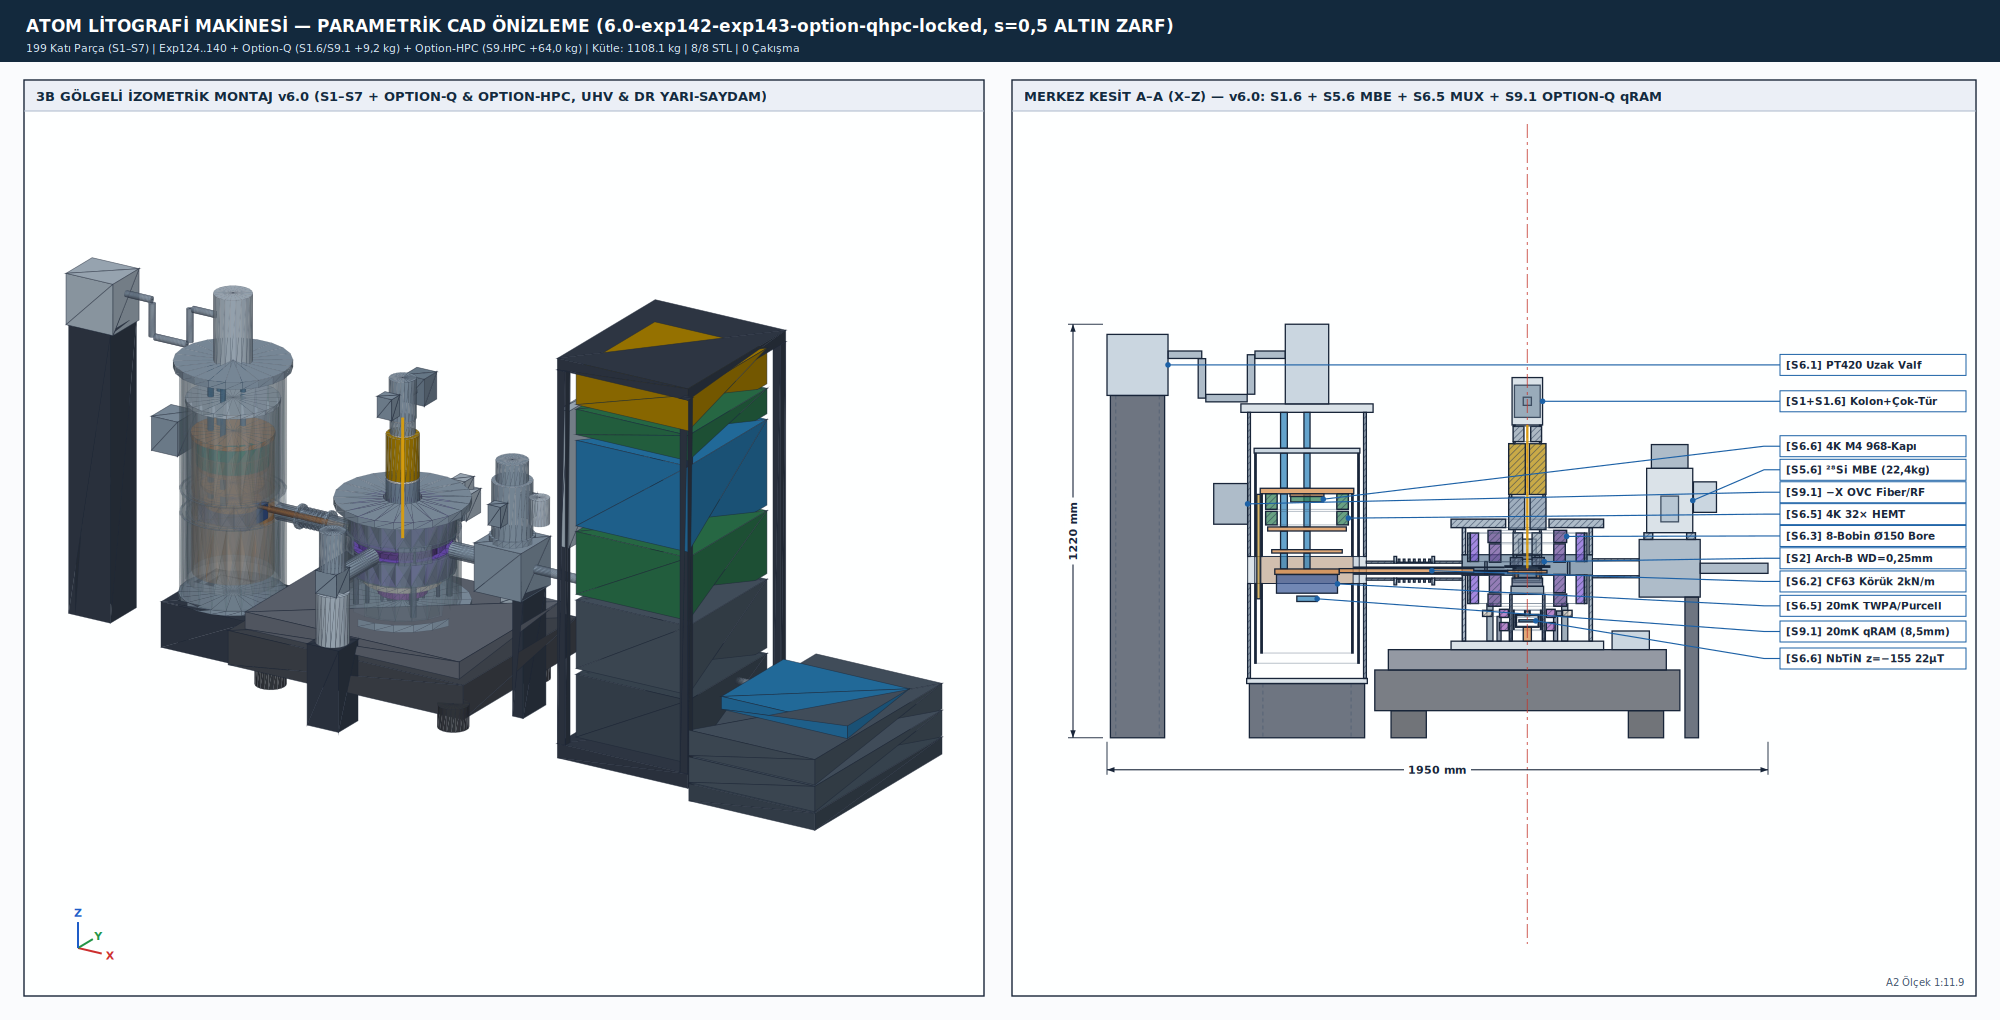 ATOM LİTOGRAFİ MAKİNESİ — PARAMETRİK CAD ÖNİZLEME (6.0-exp142-exp143-option-qhpc-locked, s=0,5 ALTIN ZARF)
199 Katı Parça (S1–S7) | Exp124..140 + Option-Q (S1.6/S9.1 +9,2 kg) + Option-HPC (S9.HPC +64,0 kg) | Kütle: 1108.1 kg | 8/8 STL | 0 Çakışma
3B GÖLGELİ İZOMETRİK MONTAJ v6.0 (S1–S7 + OPTION-Q & OPTION-HPC, UHV & DR YARI-SAYDAM)
Z
Y
X
MERKEZ KESİT A–A (X–Z) — v6.0: S1.6 + S5.6 MBE + S6.5 MUX + S9.1 OPTION-Q qRAM
1220 mm
1950 mm
[S6.1] PT420 Uzak Valf
[S1+S1.6] Kolon+Çok-Tür
[S6.6] 4K M4 968-Kapı
[S5.6] ²⁸Si MBE (22,4kg)
[S9.1] −X OVC Fiber/RF
[S6.5] 4K 32× HEMT
[S6.3] 8-Bobin Ø150 Bore
[S2] Arch-B WD=0,25mm
[S6.2] CF63 Körük 2kN/m
[S6.5] 20mK TWPA/Purcell
[S9.1] 20mK qRAM (8,5mm)
[S6.6] NbTiN z=−155 22µT
A2 Ölçek 1:11.9